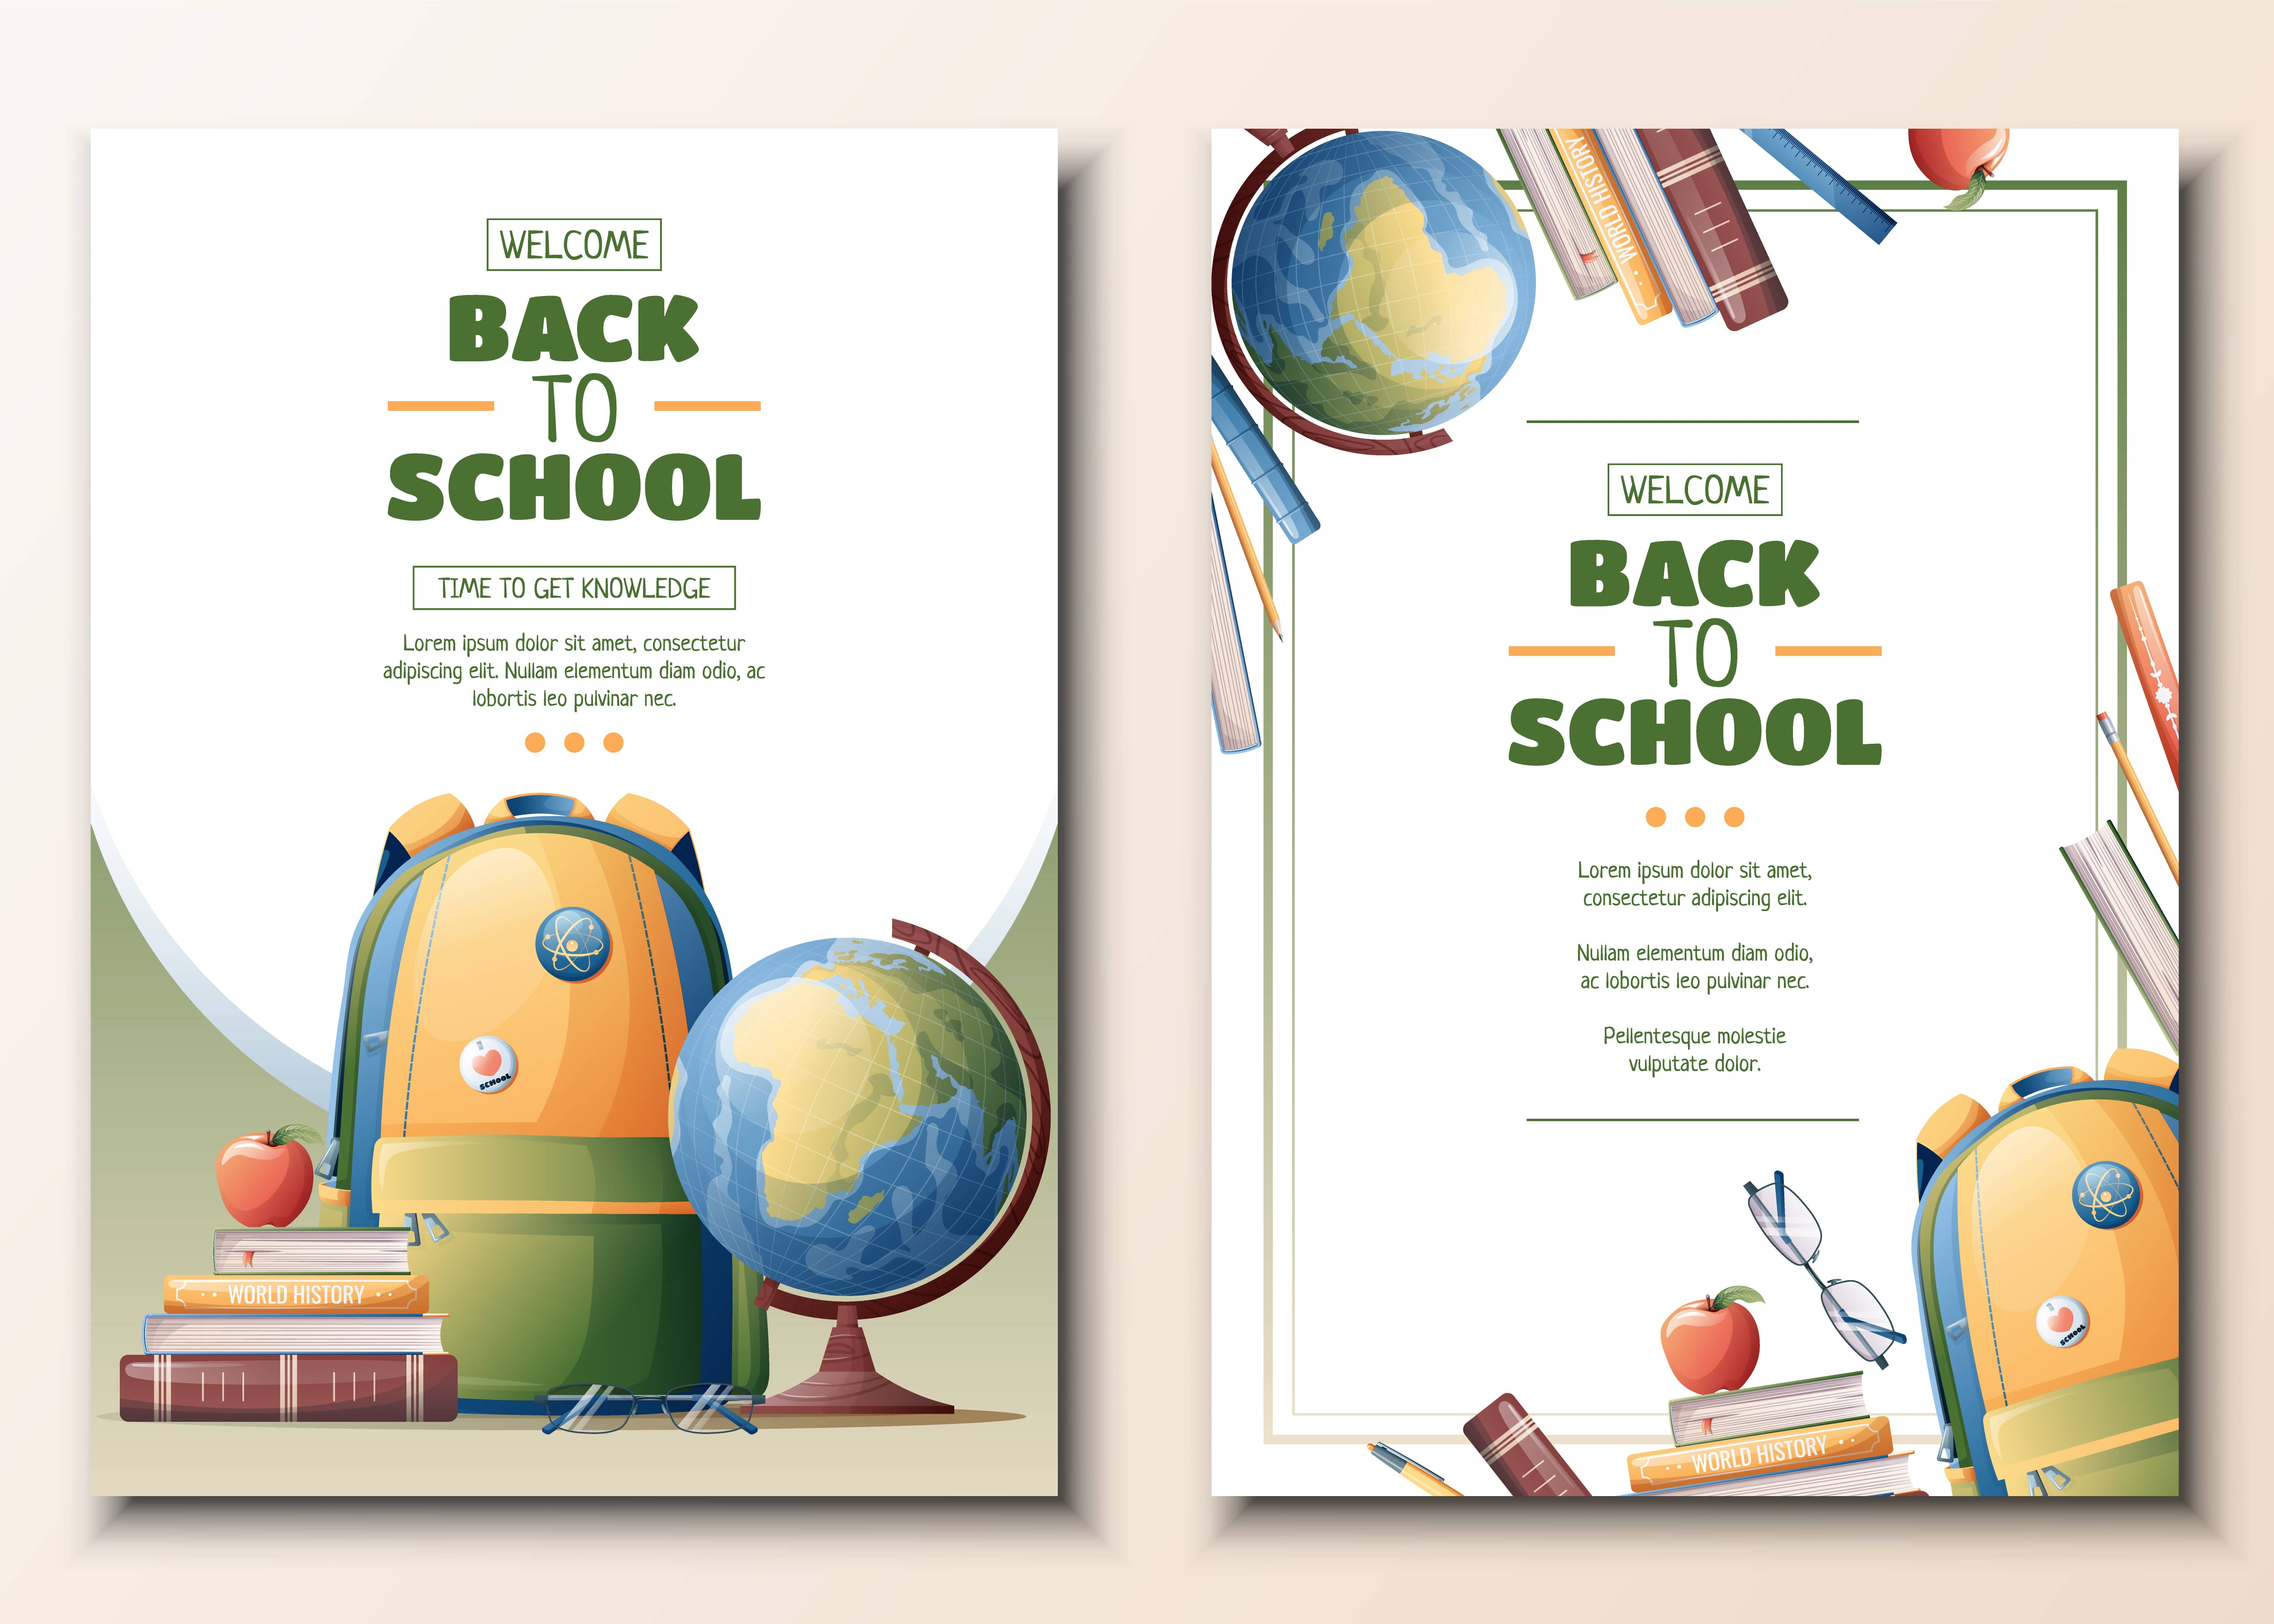 WELCOME
BACK
TO
SCHOOL
TIME TO GET KNOWLEDGE
Lorem ipsum dolor sit amet, consectetur
adipiscing elit. Nullam elementum diam odio, ac
lobortis leo pulvinar nec.
I
SCHOOL
WORLD HISTORY
WORLD HISTORY
WELCOME
BACK
TO
SCHOOL
Lorem ipsum dolor sit amet,
consectetur adipiscing elit.
Nullam elementum diam odio,
ac lobortis leo pulvinar nec.
Pellentesque molestie
vulputate dolor.
I
SCHOOL
WORLD HISTORY